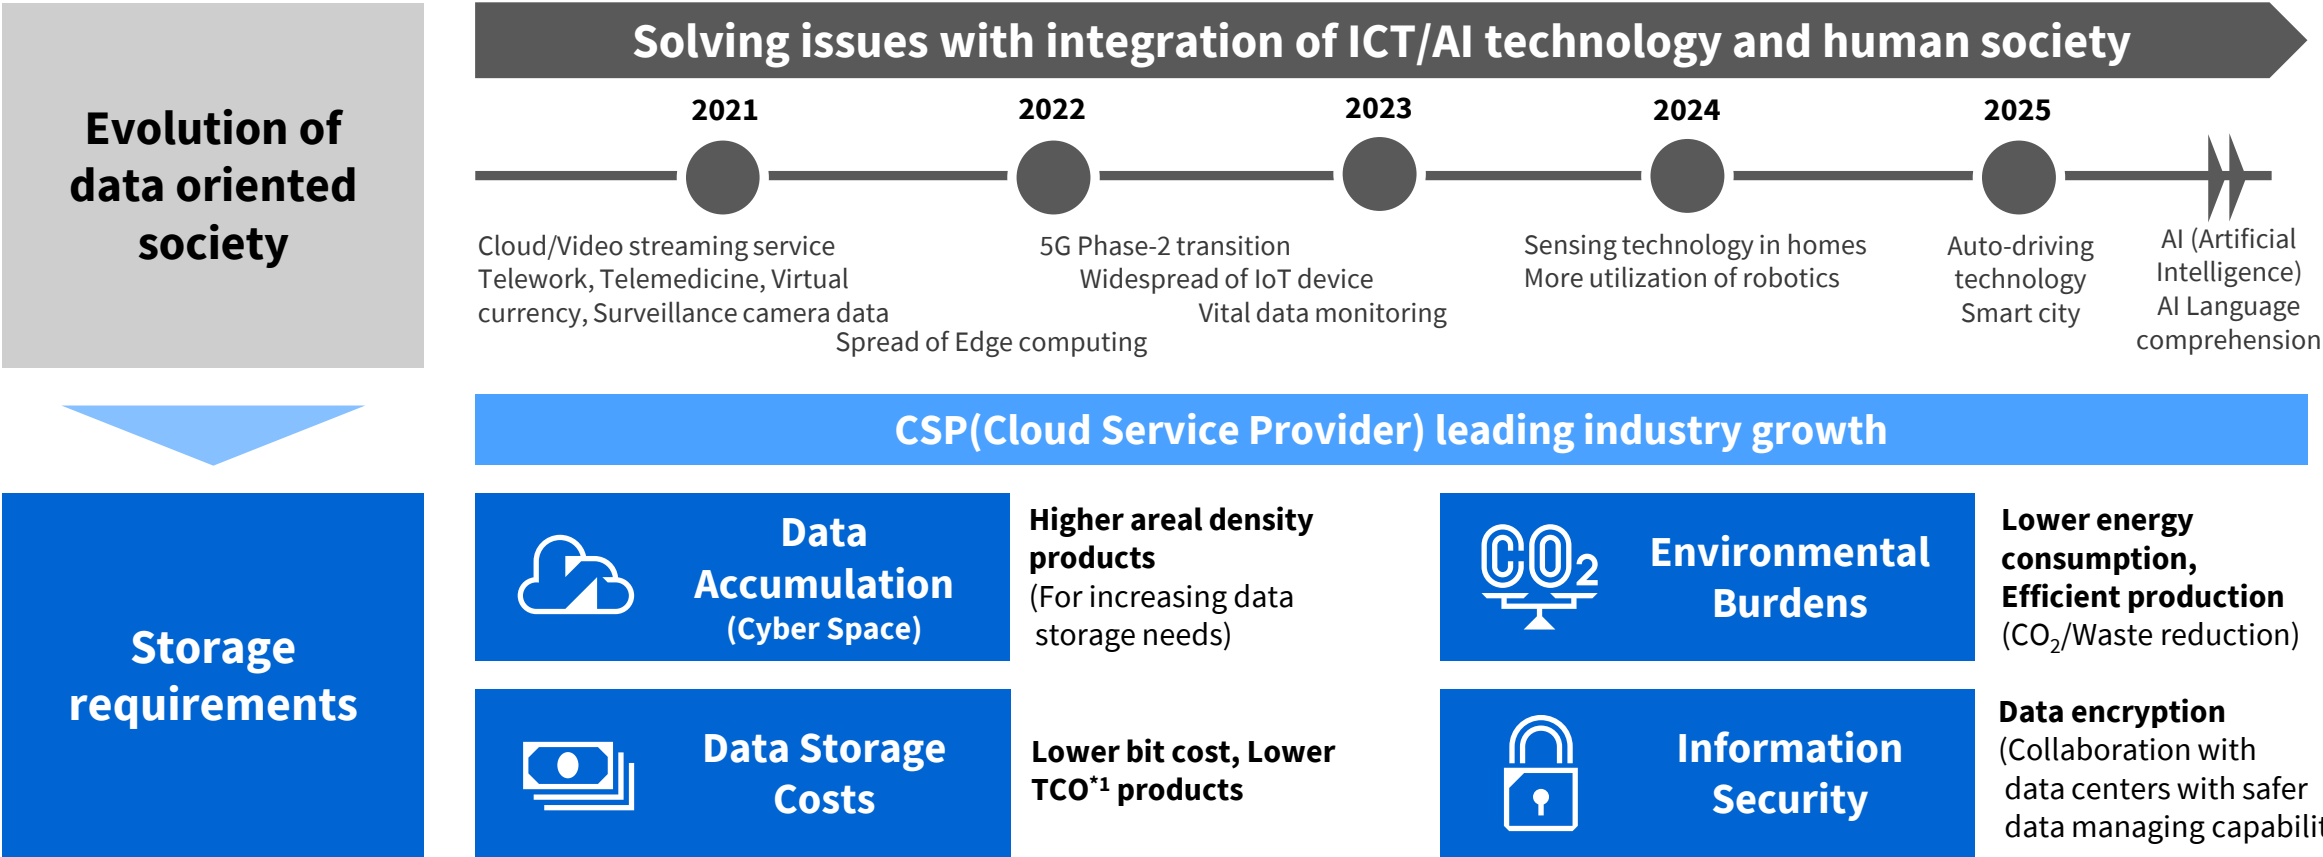 Evolution of
data oriented
society
Solving issues with integration of ICT/AI technology and human society
2021
2022
2023
2024
2025
Cloud/Video streaming service
Telework, Telemedicine, Virtual
currency, Surveillance camera data
Spread of Edge computing
5G Phase-2 transition
Widespread of IoT device
Vital data monitoring
Sensing technology in homes
More utilization of robotics
Auto-driving
technology
Smart city
AI (Artificial
Intelligence)
AI Language
comprehension
CSP(Cloud Service Provider) leading industry growth
Storage
requirements
Data
Accumulation
(Cyber Space)
Higher areal density
products
(For increasing data
storage needs)
CO2
Environmental
Burdens
Lower energy
consumption,
Efficient production
(CO₂/Waste reduction)
Data Storage
Costs
Lower bit cost, Lower
TCO*1 products
Information
Security
Data encryption
(Collaboration with
data centers with safer
data managing